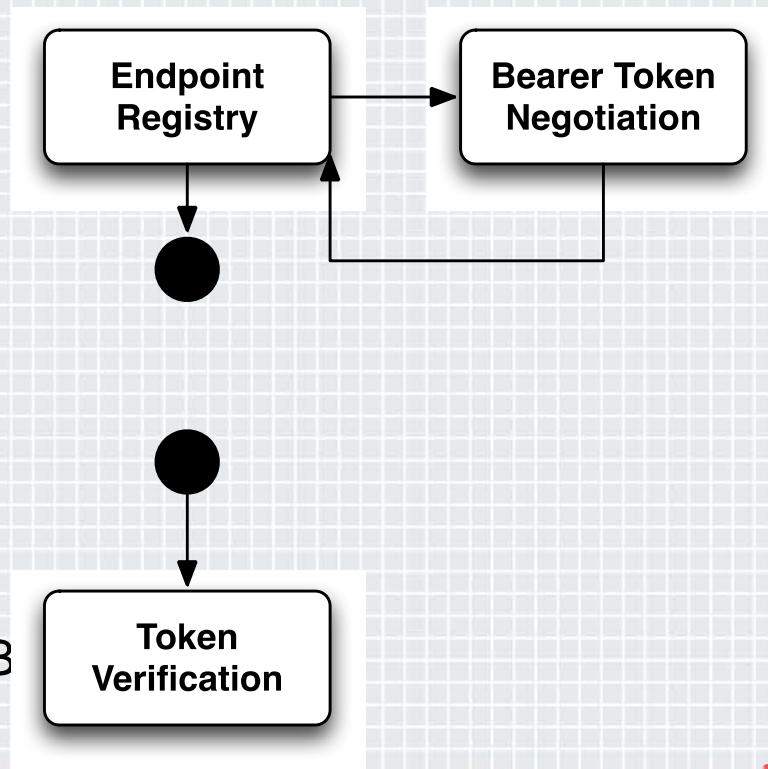 Endpoint
Registry
Bearer Token
Negotiation
Token
Verification
B